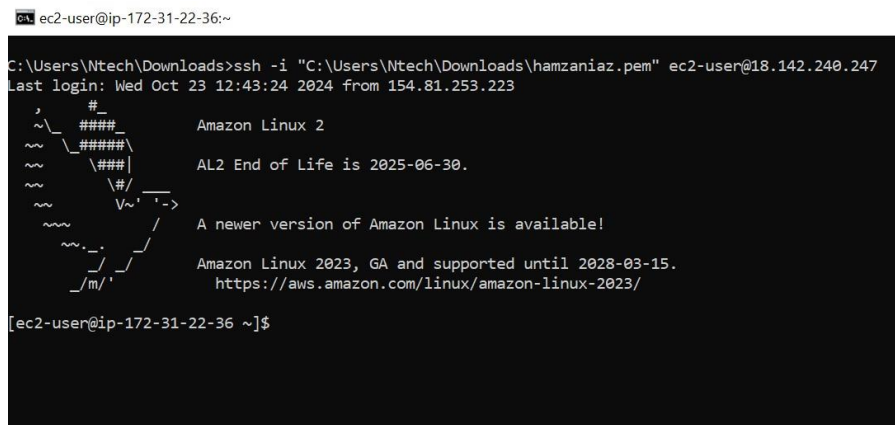 ec2-user@ip-172-31-22-36:~
C:\Users\Ntech\Downloads>ssh -i "C:\Users\Ntech\Downloads\hamzaniaz.pem" ec2-user@18.142.240.247
Last login: Wed Oct 23 12:43:24 2024 from 154.81.253.223
   ,     #_
   ~\_  ####_        Amazon Linux 2
  ~~  \_#####\
  ~~     \###|       AL2 End of Life is 2025-06-30.
  ~~       \#/ ___
   ~~       V~' '->
    ~~~         /    A newer version of Amazon Linux is available!
      ~~._.   _/
         _/ _/       Amazon Linux 2023, GA and supported until 2028-03-15.
       _/m/'           https://aws.amazon.com/linux/amazon-linux-2023/
[ec2-user@ip-172-31-22-36 ~]$